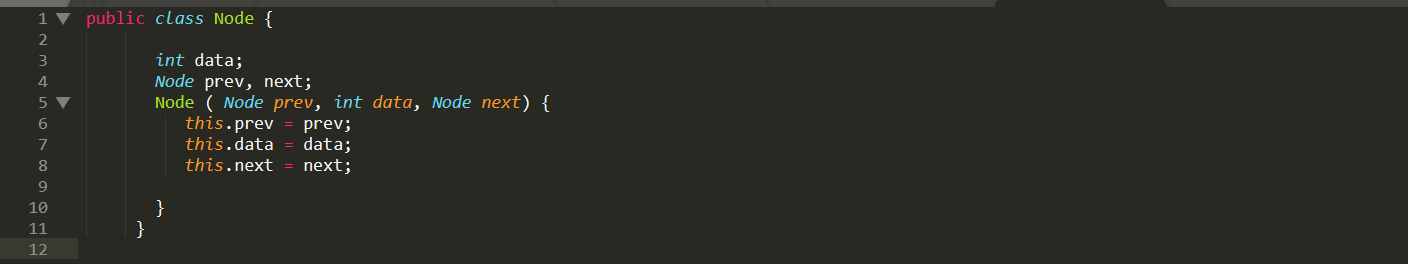 1 public class Node {
2
3 int data;
4 Node prev, next;
5 Node ( Node prev, int data, Node next) {
6 this.prev = prev;
7 this.data = data;
8 this.next = next;
9
10 }
11 }
12